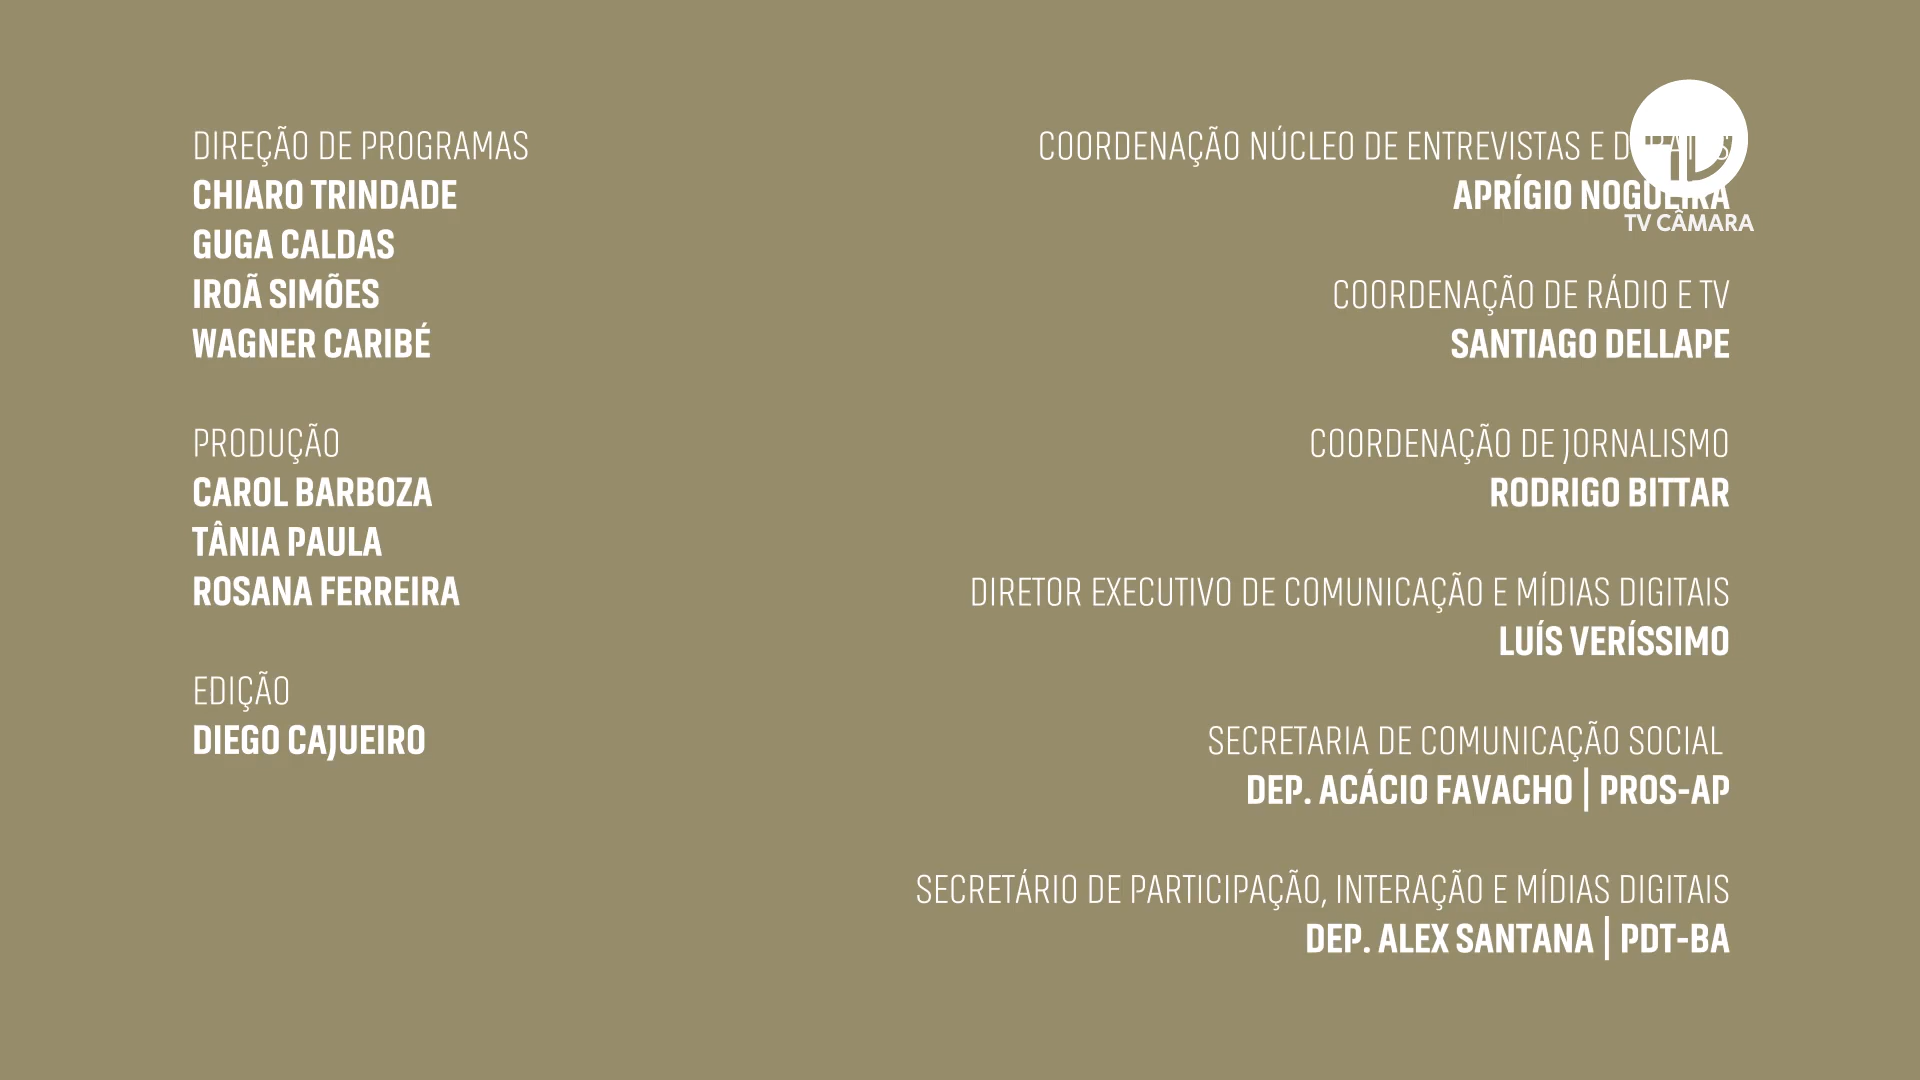 DIREÇÃO DE PROGRAMAS
CHIARO TRINDADE
GUGA CALDAS
IROÃ SIMÕES
WAGNER CARIBÉ
PRODUÇÃO
CAROL BARBOZA
TÂNIA PAULA
ROSANA FERREIRA
EDIÇÃO
DIEGO CAJUEIRO
COORDENAÇÃO NÚCLEO DE ENTREVISTAS E
APRÍGIO NOGUEIRA
TV CÂMARA
COORDENAÇÃO DE RÁDIO E TV
SANTIAGO DELLAPE
COORDENAÇÃO DE JORNALISMO
RODRIGO BITTAR
DIRETOR EXECUTIVO DE COMUNICAÇÃO E MÍDIAS DIGITAIS
LUÍS VERÍSSIMO
SECRETARIA DE COMUNICAÇÃO SOCIAL
DEP. ACÁCIO FAVACHO | PROS-AP
SECRETÁRIO DE PARTICIPAÇÃO, INTERAÇÃO E MÍDIAS DIGITAIS
DEP. ALEX SANTANA | PDT-BA